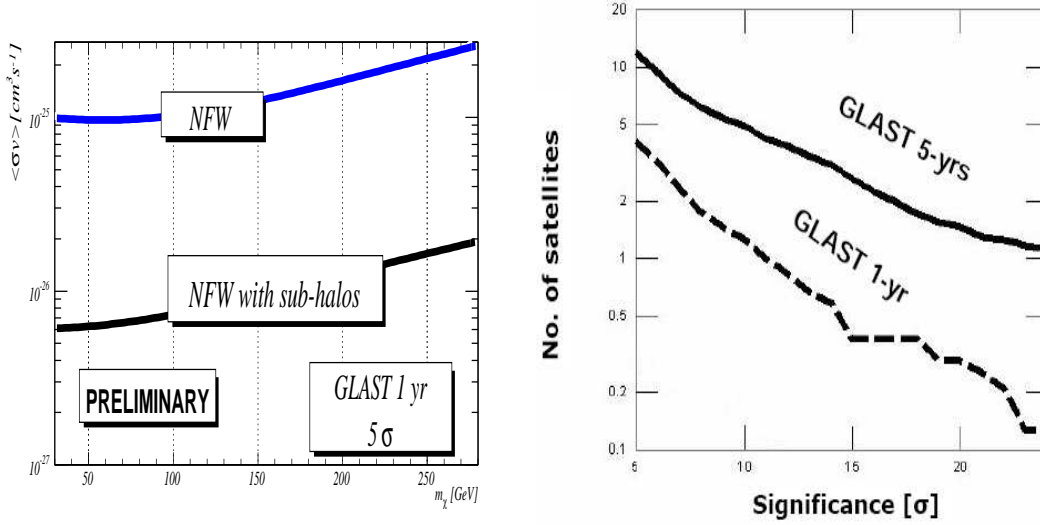 <σv> [cm³s⁻¹]
10⁻²⁵
10⁻²⁶
10⁻²⁷
NFW
NFW with sub-halos
PRELIMINARY
GLAST 1 yr
5σ
50 100 150 200 250
mχ [GeV]
No. of satellites
20
10
5
2
1
0.5
0.2
0.1
GLAST 5-yrs
GLAST 1-yr
5 10 15 20
Significance [σ]